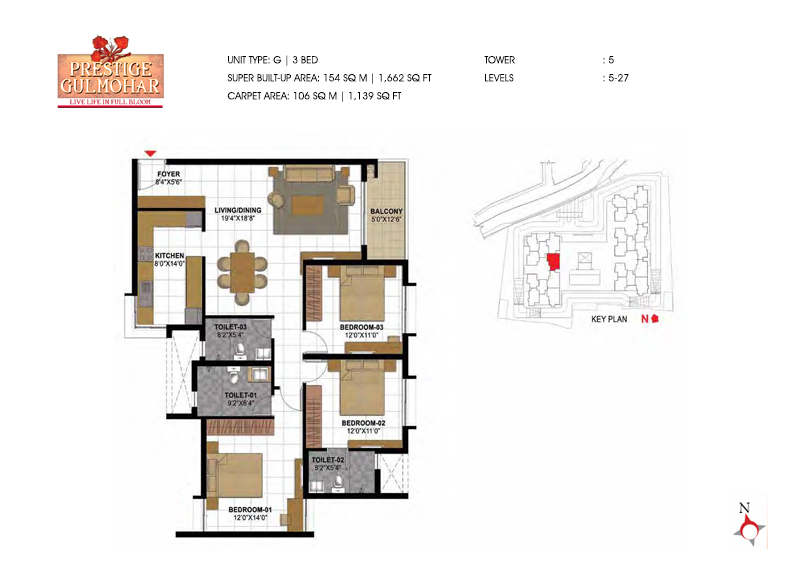 PRESTIGE
GULMOHAR
LIVE LIFE IN FULL BLOOM
UNIT TYPE: G | 3 BED
SUPER BUILT-UP AREA: 154 SQ M | 1,662 SQ FT
CARPET AREA: 106 SQ M | 1,139 SQ FT
TOWER : 5
LEVELS : 5-27
FOYER
8'4"X5'6"
LIVING/DINING
19'4"X18'8"
BALCONY
5'0"X12'6"
KITCHEN
8'0"X14'0"
TOILET-03
8'2"X5'4"
BEDROOM-03
12'0"X11'0"
TOILET-01
9'2"X6'4"
BEDROOM-02
12'0"X11'0"
TOILET-02
8'2"X5'4"
BEDROOM-01
12'0"X14'0"
KEY PLAN N
N